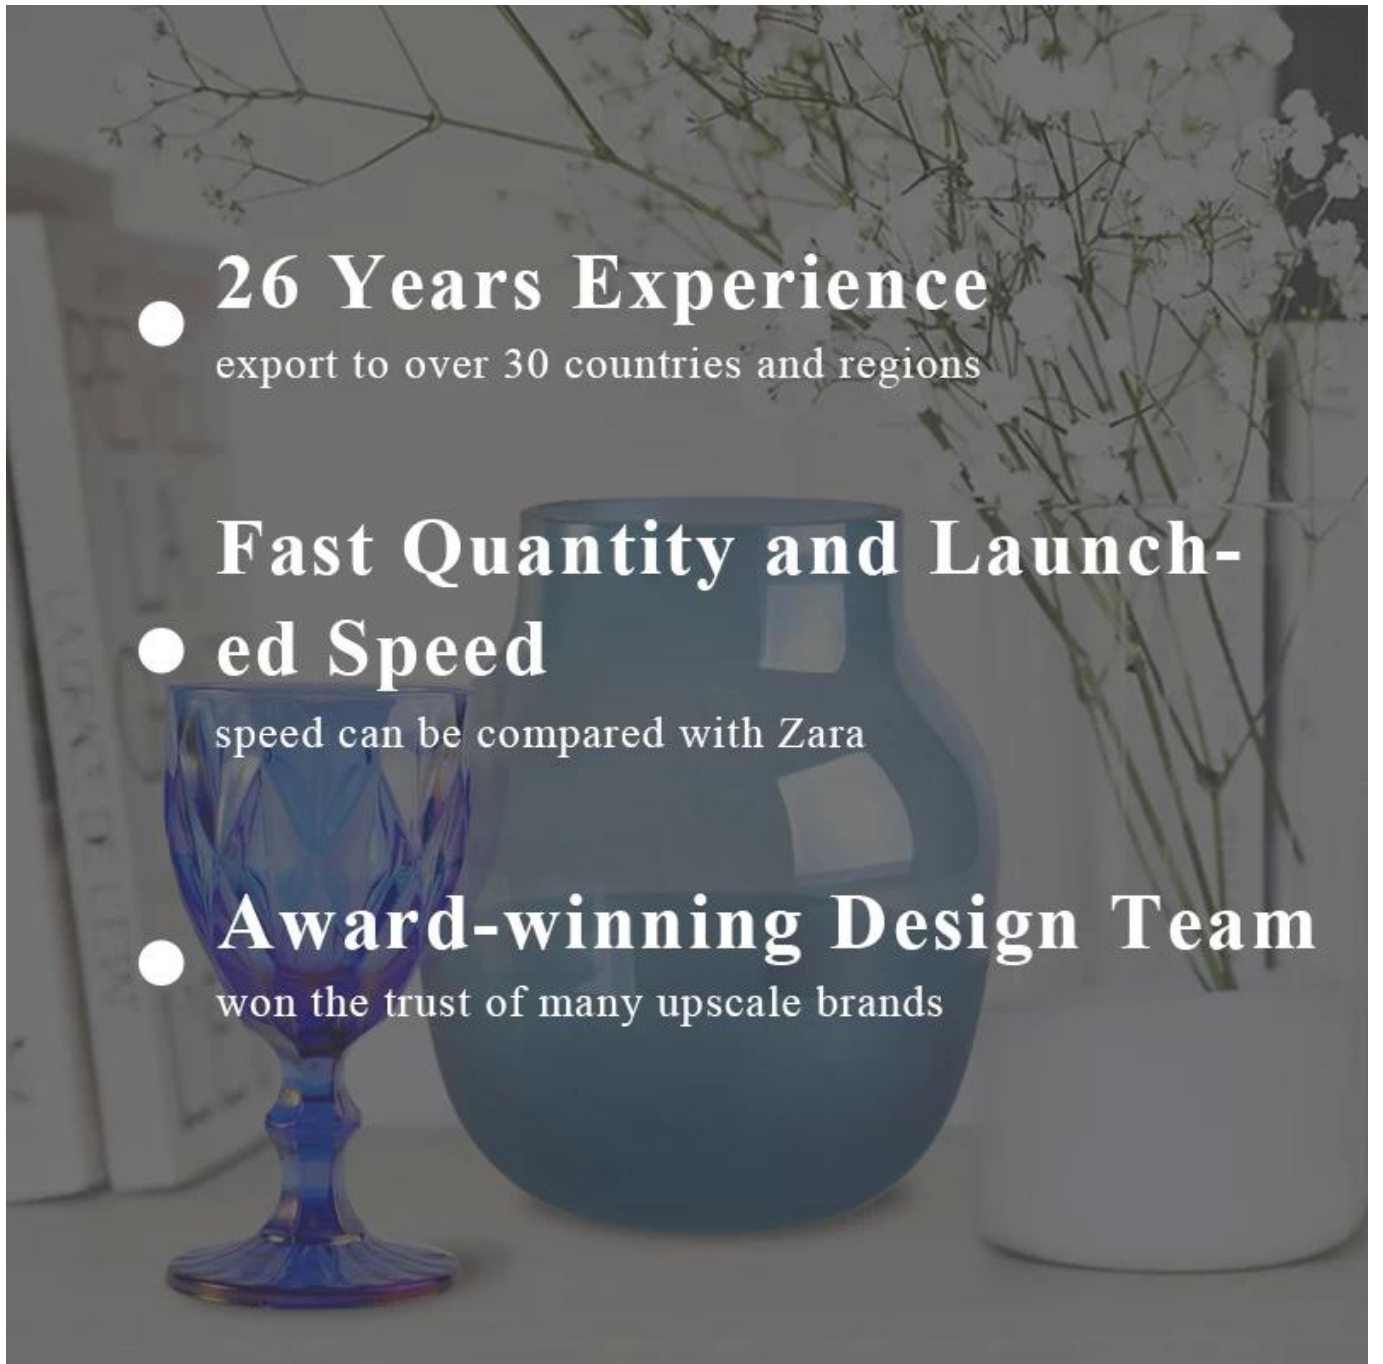 26 Years Experience
export to over 30 countries and regions
Fast Quantity and Launch-
ed Speed
speed can be compared with Zara
Award-winning Design Team
won the trust of many upscale brands